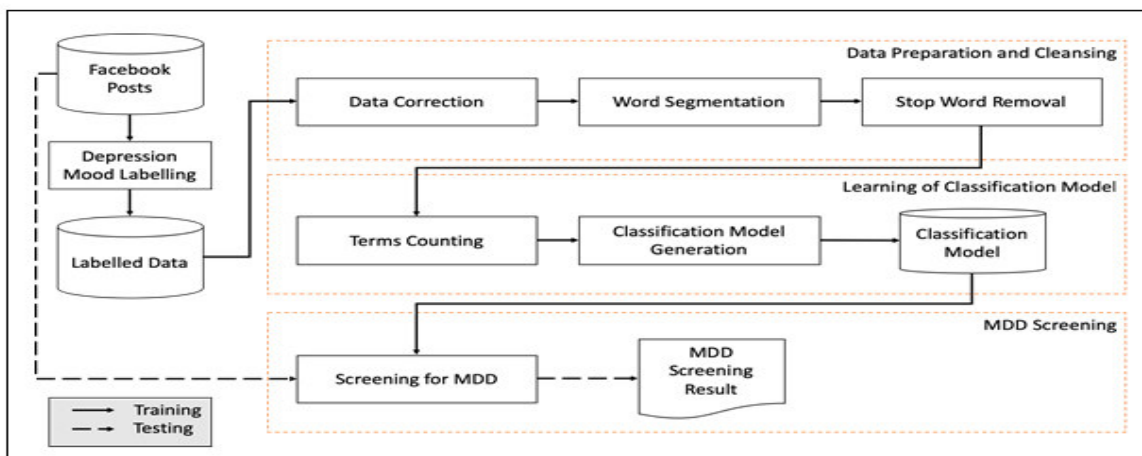 Facebook
Posts
Depression
Mood Labelling
Labelled Data
Data Preparation and Cleansing
Data Correction
Word Segmentation
Stop Word Removal
Learning of Classification Model
Terms Counting
Classification Model
Generation
Classification
Model
MDD Screening
Screening for MDD
MDD
Screening
Result
Training
Testing